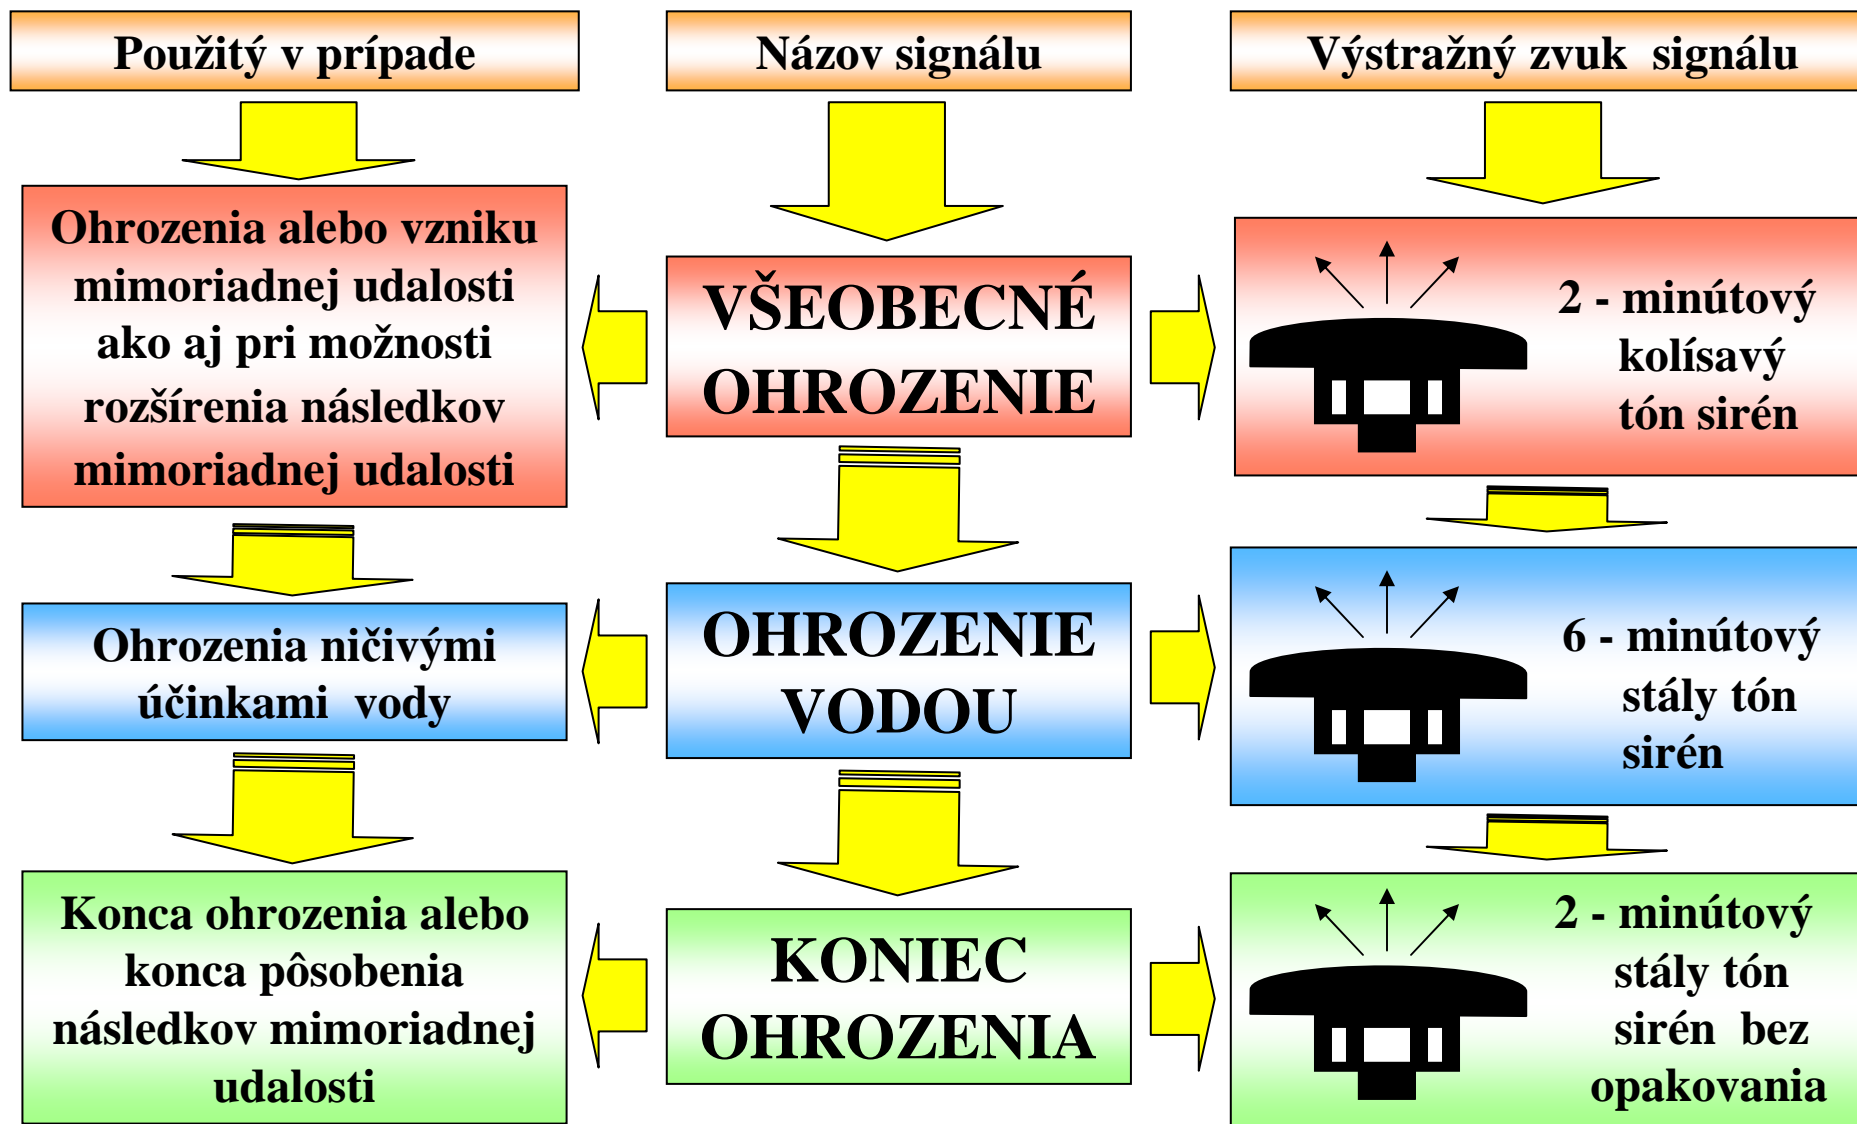 Použitý v prípade
Názov signálu
Výstražný zvuk signálu
Ohrozenia alebo vzniku
mimoriadnej udalosti
ako aj pri možnosti
rozšírenia následkov
mimoriadnej udalosti
VŠEOBECNÉ
OHROZENIE
2 - minútový
kolísavý
tón sirén
Ohrozenia ničivými
účinkami vody
OHROZENIE
VODOU
6 - minútový
stály tón
sirén
Konca ohrozenia alebo
konca pôsobenia
následkov mimoriadnej
udalosti
KONIEC
OHROZENIA
2 - minútový
stály tón
sirén bez
opakovania